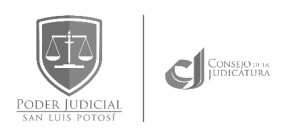 PODER JUDICIAL
SAN LUIS POTOSÍ
CONSEJO DE LA
JUDICATURA